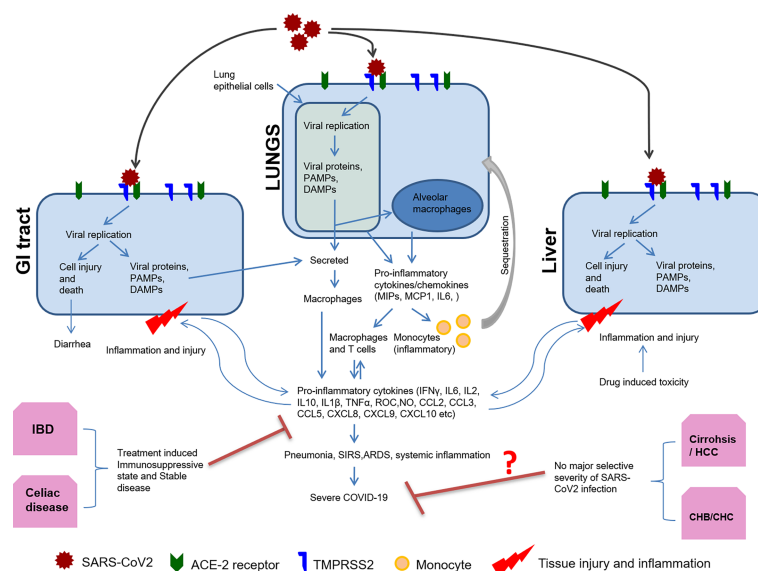 SARS-CoV2
Lung
epithelial cells
LUNGS
Viral replication
Viral proteins,
PAMPs,
DAMPs
Alveolar
macrophages
Sequestration
GI tract
Viral replication
Cell injury
and
death
Viral proteins,
PAMPs,
DAMPs
Diarrhea
Inflammation and injury
Secreted
Macrophages
Pro-inflammatory
cytokines/chemokines
(MIPs, MCP1, IL6, )
Macrophages
and T cells
Monocytes
(inflammatory)
Liver
Viral replication
Cell injury
and
death
Viral proteins,
PAMPs,
DAMPs
Inflammation and injury
Drug induced toxicity
Pro-inflammatory cytokines (IFNγ, IL6, IL2,
IL10, IL1β, TNFα, ROC,NO, CCL2, CCL3,
CCL5, CXCL8, CXCL9, CXCL10 etc)
Pneumonia, SIRS,ARDS, systemic inflammation
?
Severe COVID-19
IBD
Celiac
disease
Treatment induced
Immunosuppressive
state and Stable
disease
No major selective
severity of SARS-
CoV2 infection
Cirrohsis
/ HCC
CHB/CHC
SARS-CoV2
ACE-2 receptor
TMPRSS2
Monocyte
Tissue injury and inflammation